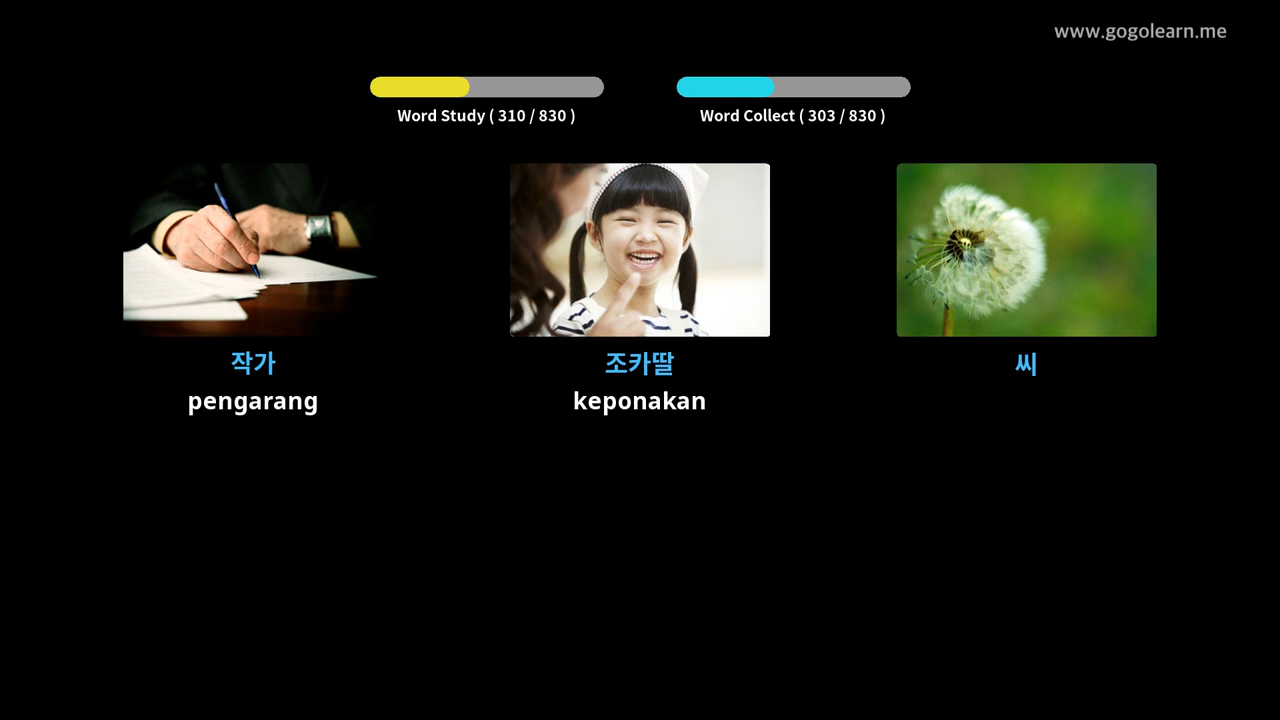 www.gogolearn.me
Word Study ( 310 / 830 )
Word Collect ( 303 / 830 )
작가
조카딸
씨
pengarang
keponakan